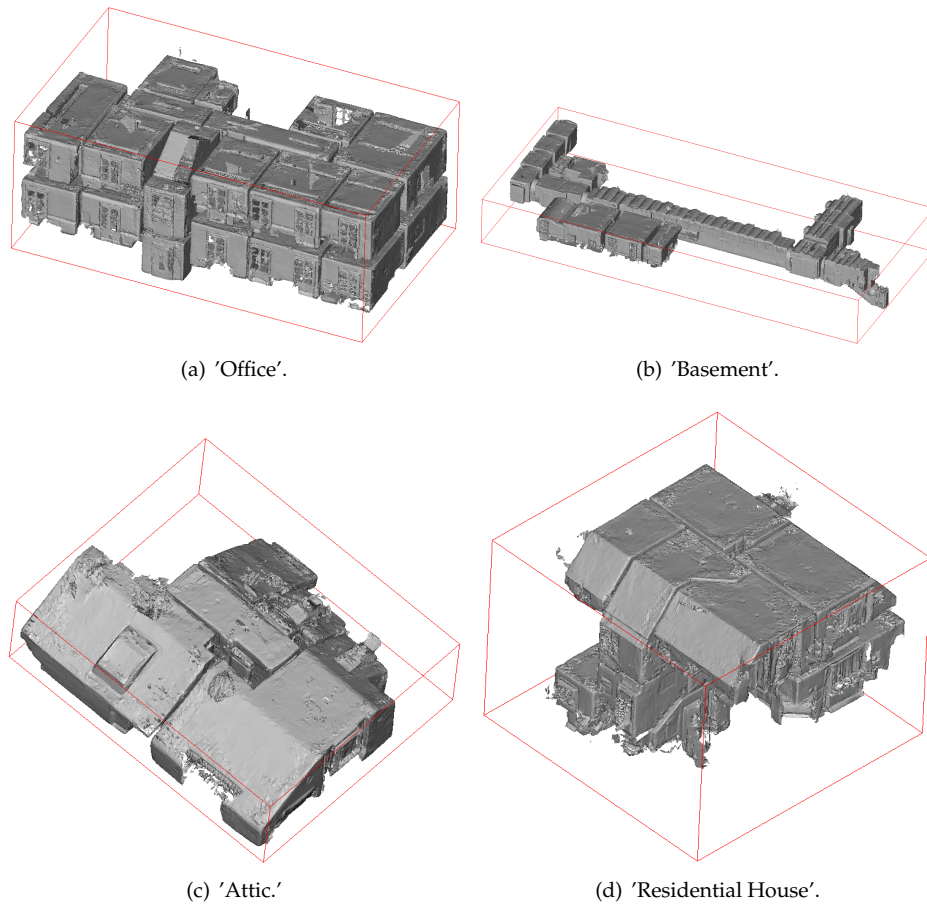 (a) ’Office’.
(b) ’Basement’.
(c) ’Attic.’
(d) ’Residential House’.